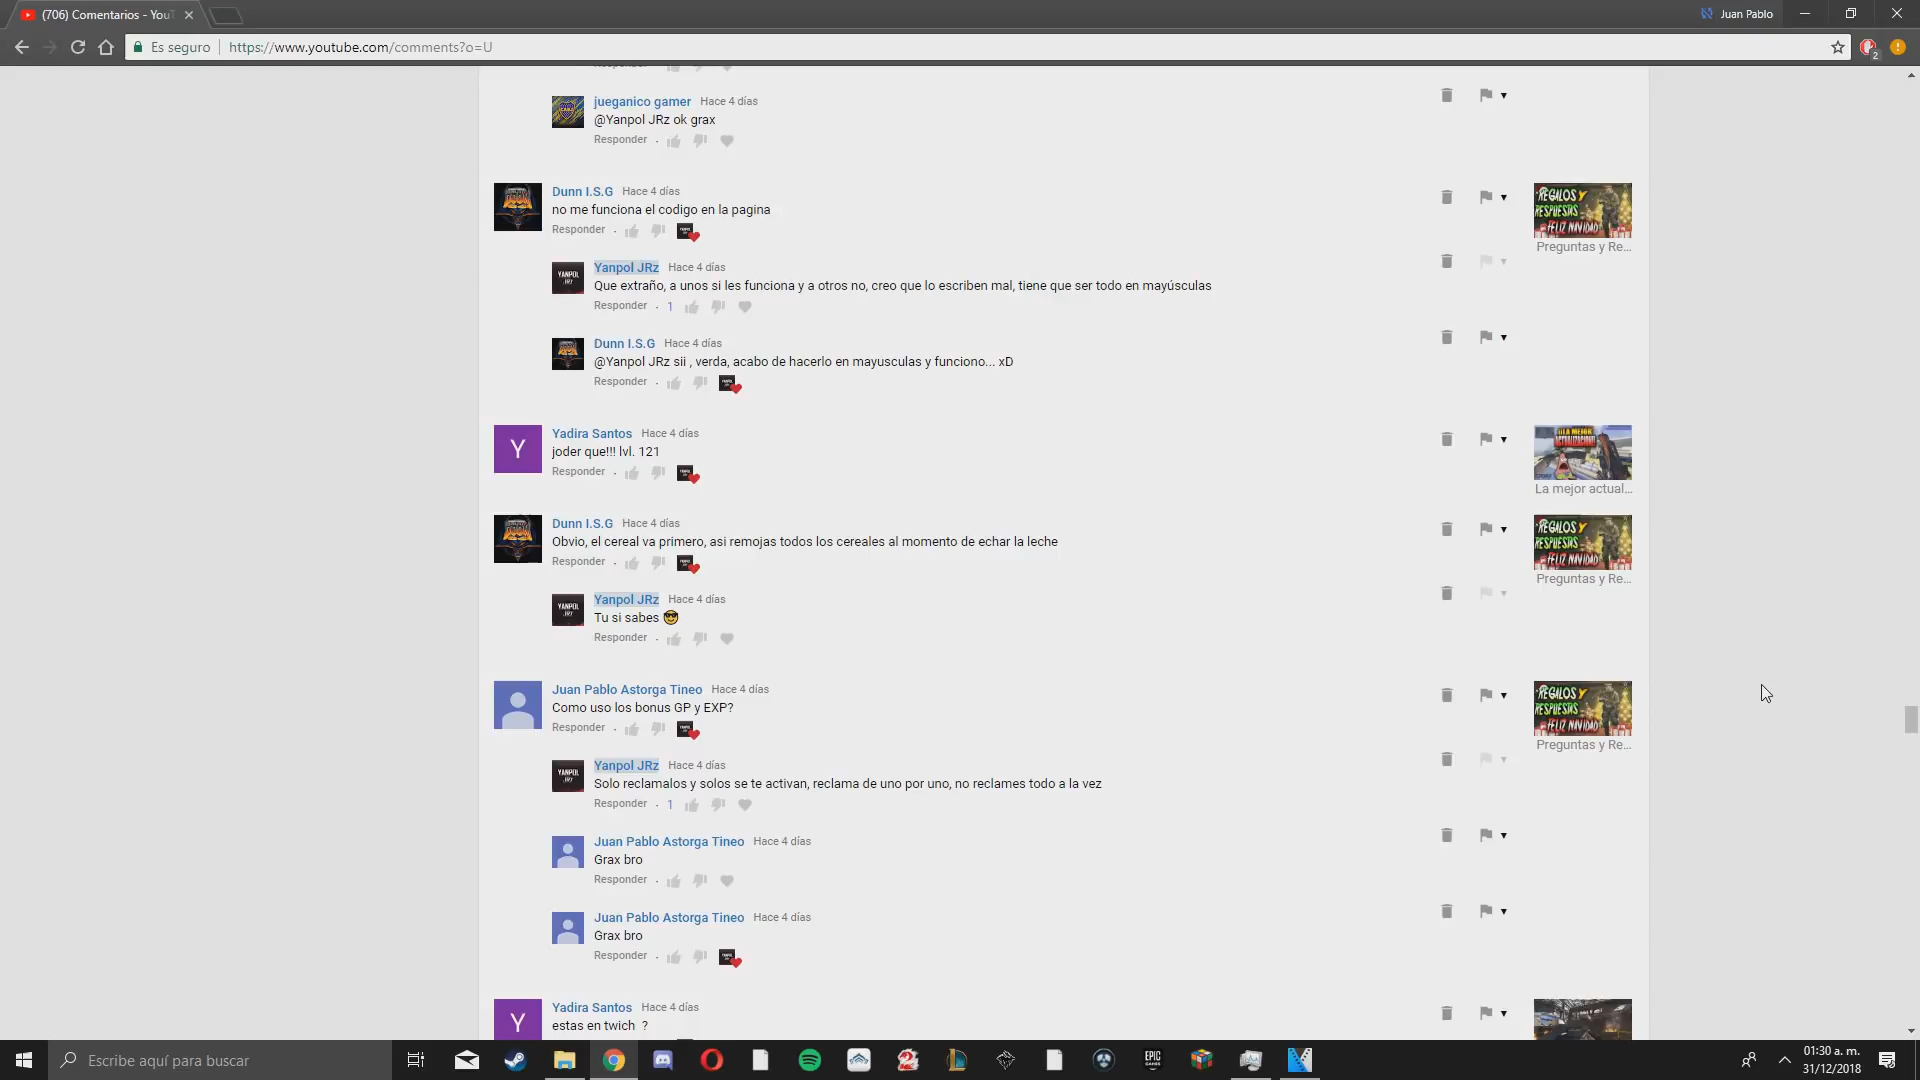 (706) Comentarios - YouT
Juan Pablo
Es seguro
https://www.youtube.com/comments?o=U
2
Responder
jueganico gamer Hace 4 días
@Yanpol JRz ok grax
Responder
Dunn I.S.G Hace 4 días
no me funciona el codigo en la pagina
Responder
REGALOS Y
RESPUESTAS
FELIZ NAVIDAD
Preguntas y Re...
YANPOL
JRz
Yanpol JRz Hace 4 días
Que extraño, a unos si les funciona y a otros no, creo que lo escriben mal, tiene que ser todo en mayúsculas
Responder · 1
Dunn I.S.G Hace 4 días
@Yanpol JRz sii , verda, acabo de hacerlo en mayusculas y funciono... xD
Responder
Y
Yadira Santos Hace 4 días
joder que!!! lvl. 121
Responder
LA MEJOR
ACTUALIZACION
La mejor actual...
Dunn I.S.G Hace 4 días
Obvio, el cereal va primero, asi remojas todos los cereales al momento de echar la leche
Responder
REGALOS Y
RESPUESTAS
FELIZ NAVIDAD
Preguntas y Re...
YANPOL
JRz
Yanpol JRz Hace 4 días
Tu si sabes 😎
Responder
Juan Pablo Astorga Tineo Hace 4 días
Como uso los bonus GP y EXP?
Responder
REGALOS Y
RESPUESTAS
FELIZ NAVIDAD
Preguntas y Re...
YANPOL
JRz
Yanpol JRz Hace 4 días
Solo reclamalos y solos se te activan, reclama de uno por uno, no reclames todo a la vez
Responder · 1
Juan Pablo Astorga Tineo Hace 4 días
Grax bro
Responder
Juan Pablo Astorga Tineo Hace 4 días
Grax bro
Responder
Y
Yadira Santos Hace 4 días
estas en twich ?
Escribe aquí para buscar
EPIC
GAMES
01:30 a. m.
31/12/2018